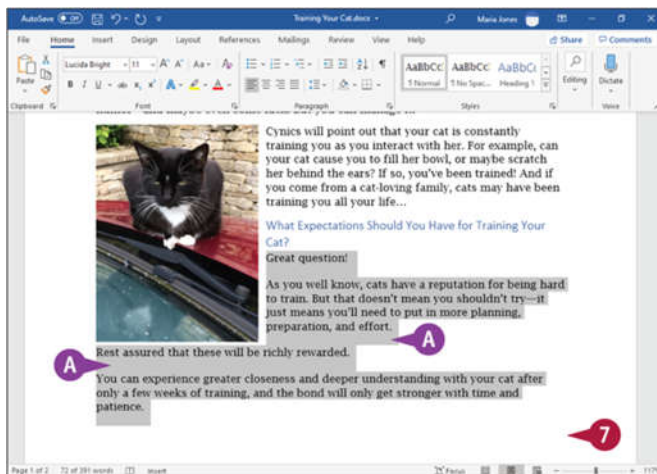 AutoSave Off Training Your Cat.docx Maria Jones
File Home Insert Design Layout References Mailings Review View Help Share Comments
Lucida Bright 11 A A Aa A
Paste B I U ab x x A A
AaBbCc AaBbCc AaBbC
¶ Normal ¶ No Spac... Heading 1
Editing Dictate
Clipboard Font Paragraph Styles Voice
Cynics will point out that your cat is constantly
training you as you interact with her. For example, can
your cat cause you to fill her bowl, or maybe scratch
her behind the ears? If so, you've been trained! And if
you come from a cat-loving family, cats may have been
training you all your life...
What Expectations Should You Have for Training Your
Cat?
Great question!
As you well know, cats have a reputation for being hard
to train. But that doesn't mean you shouldn't try—it
just means you'll need to put in more planning,
preparation, and effort.
A
Rest assured that these will be richly rewarded.
A
You can experience greater closeness and deeper understanding with your cat after
only a few weeks of training, and the bond will only get stronger with time and
patience.
7
Page 1 of 2 72 of 391 words Insert Focus 117%